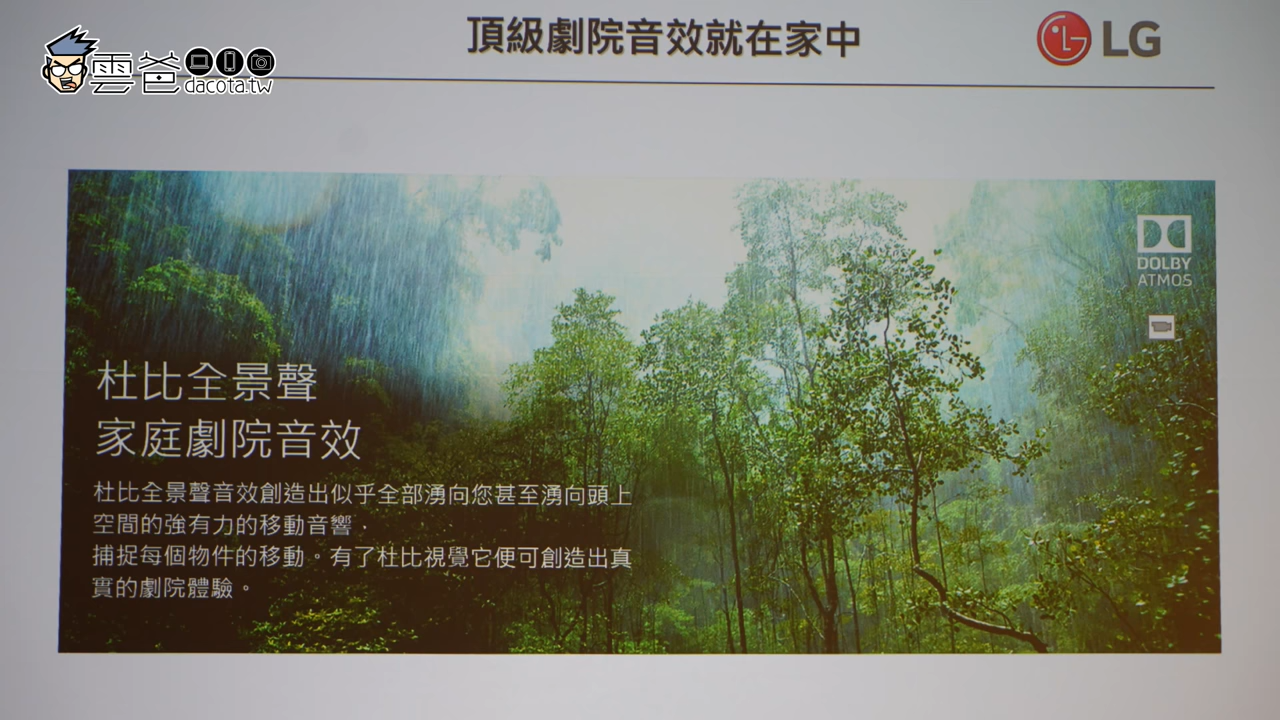 頂級劇院音效就在家中
LG
雲爸
dacota.tw
DOLBY
ATMOS
杜比全景聲
家庭劇院音效
杜比全景聲音效創造出似乎全部湧向您甚至湧向頭上
空間的強有力的移動音響，
捕捉每個物件的移動。有了杜比視覺它便可創造出真
實的劇院體驗。